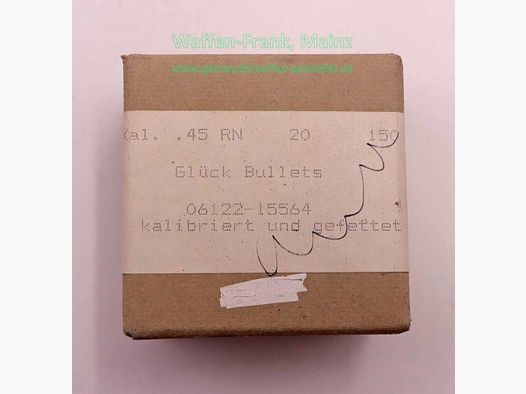 Waffen-Frank, Mainz
Kal. .45 RN 20 150
Glück Bullets
06122-15564
kalibriert und gefettet